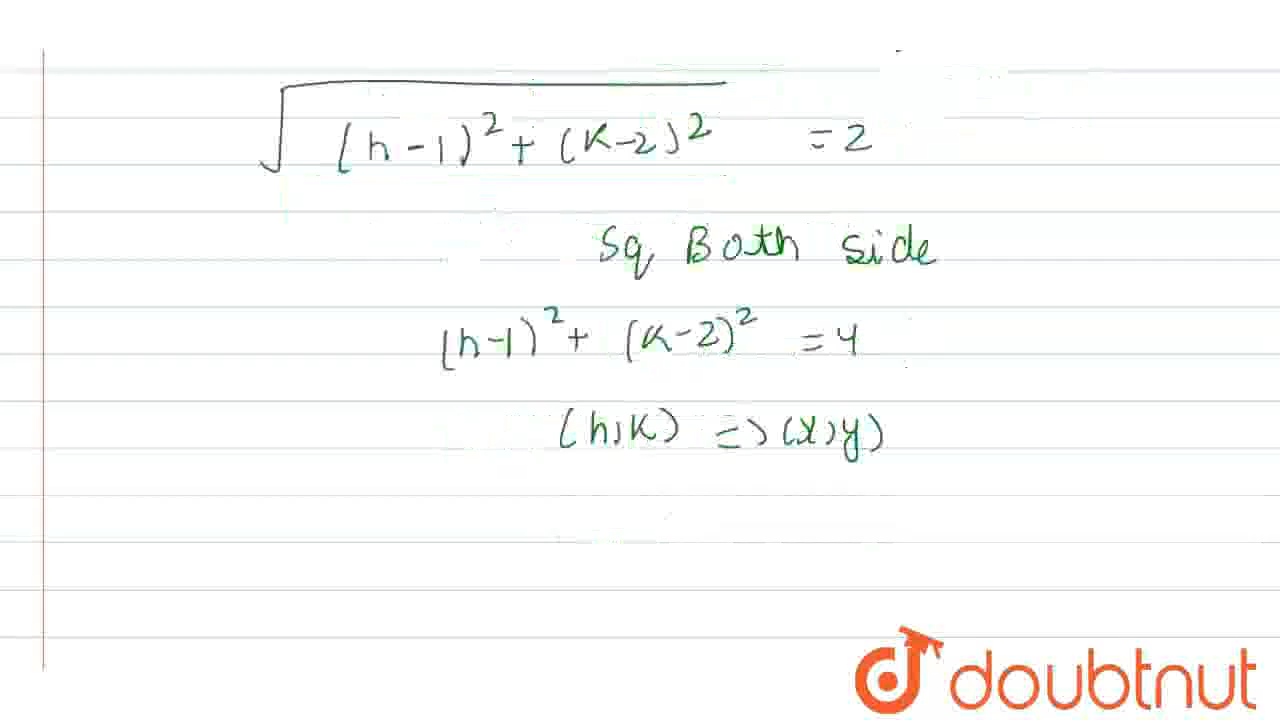 √(h-1)²+(K-2)² =2
Sq, Both side
(h-1)²+ (K-2)² =4
(h,K) => (x,y)
doubtnut